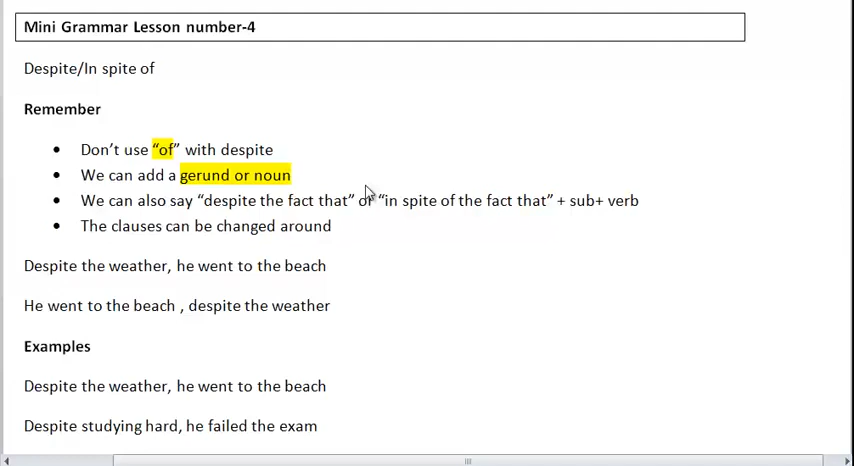 Mini Grammar Lesson number-4
Despite/In spite of
Remember
• Don't use "of" with despite
• We can add a gerund or noun
• We can also say "despite the fact that" or "in spite of the fact that" + sub+ verb
• The clauses can be changed around
Despite the weather, he went to the beach
He went to the beach , despite the weather
Examples
Despite the weather, he went to the beach
Despite studying hard, he failed the exam